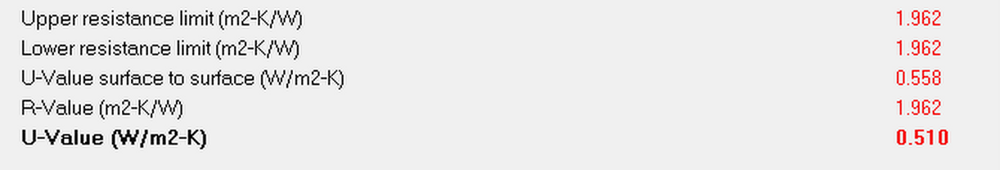 Upper resistance limit (m2-K/W) 1.962
Lower resistance limit (m2-K/W) 1.962
U-Value surface to surface (W/m2-K) 0.558
R-Value (m2-K/W) 1.962
U-Value (W/m2-K) 0.510